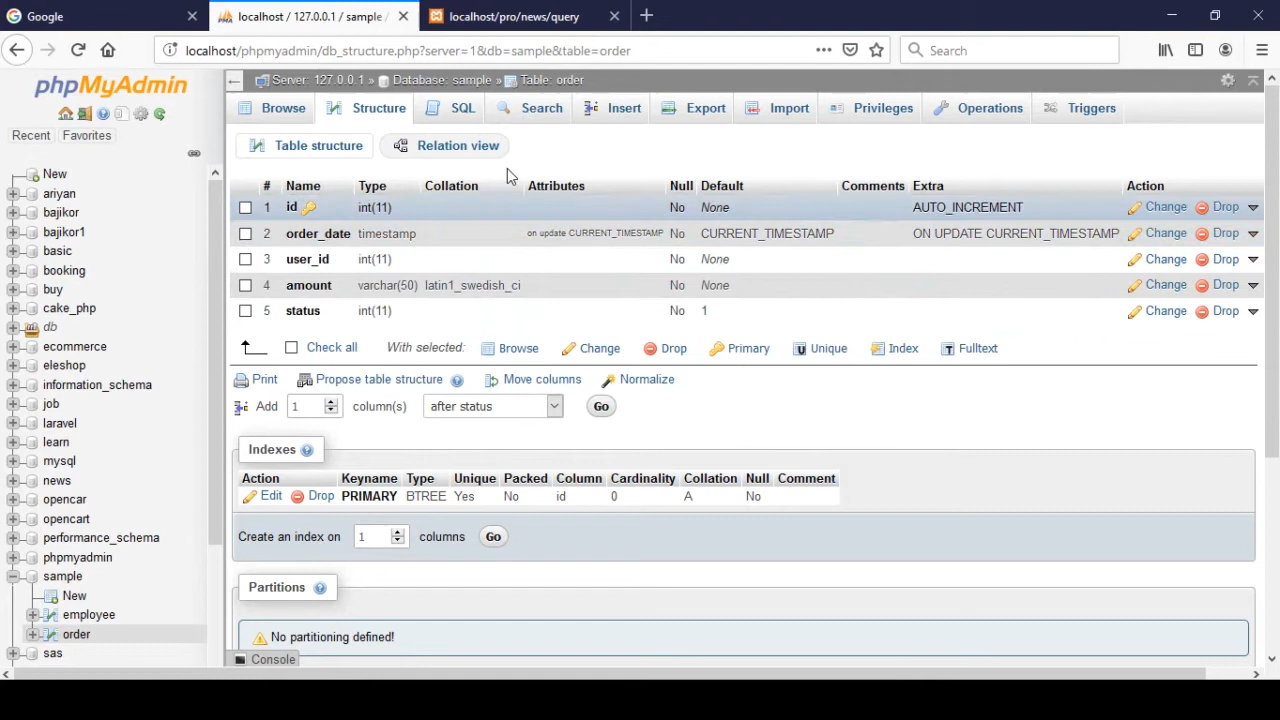 Google
localhost / 127.0.0.1 / sample /
localhost/pro/news/query
localhost/phpmyadmin/db_structure.php?server=1&db=sample&table=order
Search
phpMyAdmin
Recent Favorites
New
ariyan
bajikor
bajikor1
basic
booking
buy
cake_php
db
ecommerce
eleshop
information_schema
job
laravel
learn
mysql
news
opencar
opencart
performance_schema
phpmyadmin
sample
New
employee
order
sas
Server: 127.0.0.1 » Database: sample » Table: order
Browse Structure SQL Search Insert Export Import Privileges Operations Triggers
Table structure Relation view
# Name Type Collation Attributes Null Default Comments Extra Action
1 id int(11) No None AUTO_INCREMENT Change Drop
2 order_date timestamp on update CURRENT_TIMESTAMP No CURRENT_TIMESTAMP ON UPDATE CURRENT_TIMESTAMP Change Drop
3 user_id int(11) No None Change Drop
4 amount varchar(50) latin1_swedish_ci No None Change Drop
5 status int(11) No 1 Change Drop
Check all With selected: Browse Change Drop Primary Unique Index Fulltext
Print Propose table structure Move columns Normalize
Add 1 column(s) after status Go
Indexes
Action Keyname Type Unique Packed Column Cardinality Collation Null Comment
Edit Drop PRIMARY BTREE Yes No id 0 A No
Create an index on 1 columns Go
Partitions
No partitioning defined!
Console